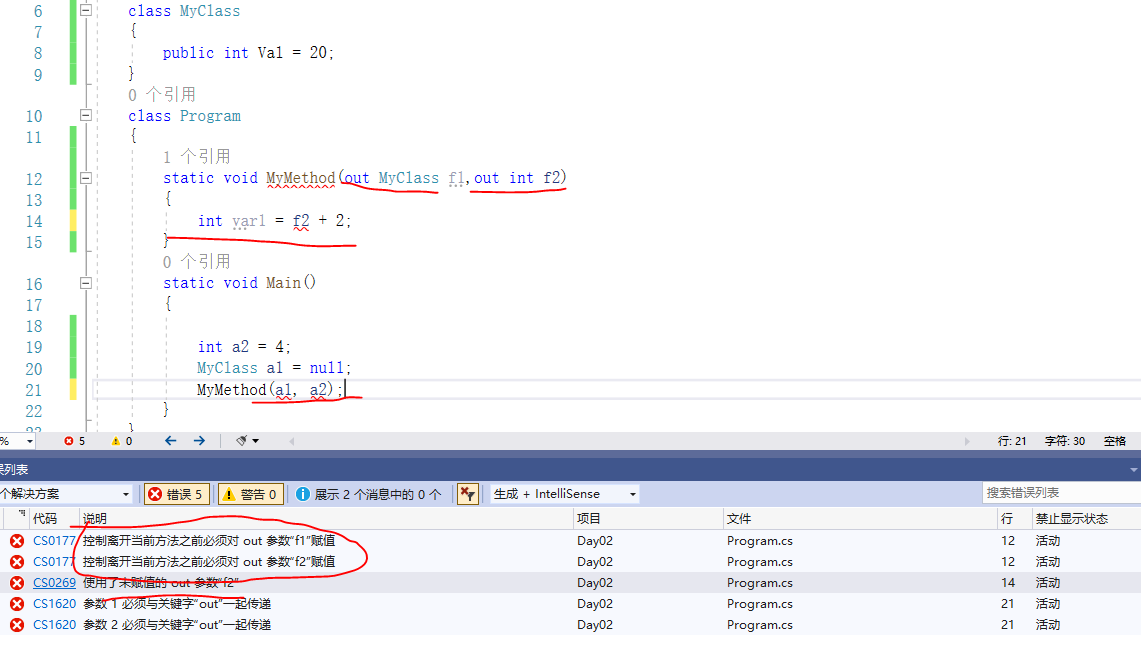 6 class MyClass
7 {
8 public int Val = 20;
9 }
0 个引用
10 class Program
11 {
1 个引用
12 static void MyMethod(out MyClass f1,out int f2)
13 {
14 int var1 = f2 + 2;
15 }
0 个引用
16 static void Main()
17 {
18
19 int a2 = 4;
20 MyClass a1 = null;
21 MyMethod(a1, a2);
22 }
% 5 0 行: 21 字符: 30 空格
误列表
个解决方案 错误 5 警告 0 展示 2 个消息中的 0 个 生成 + IntelliSense 搜索错误列表
代码 说明 项目 文件 行 禁止显示状态
CS0177 控制离开当前方法之前必须对 out 参数“f1”赋值 Day02 Program.cs 12 活动
CS0177 控制离开当前方法之前必须对 out 参数“f2”赋值 Day02 Program.cs 12 活动
CS0269 使用了未赋值的 out 参数“f2” Day02 Program.cs 14 活动
CS1620 参数 1 必须与关键字“out”一起传递 Day02 Program.cs 21 活动
CS1620 参数 2 必须与关键字“out”一起传递 Day02 Program.cs 21 活动